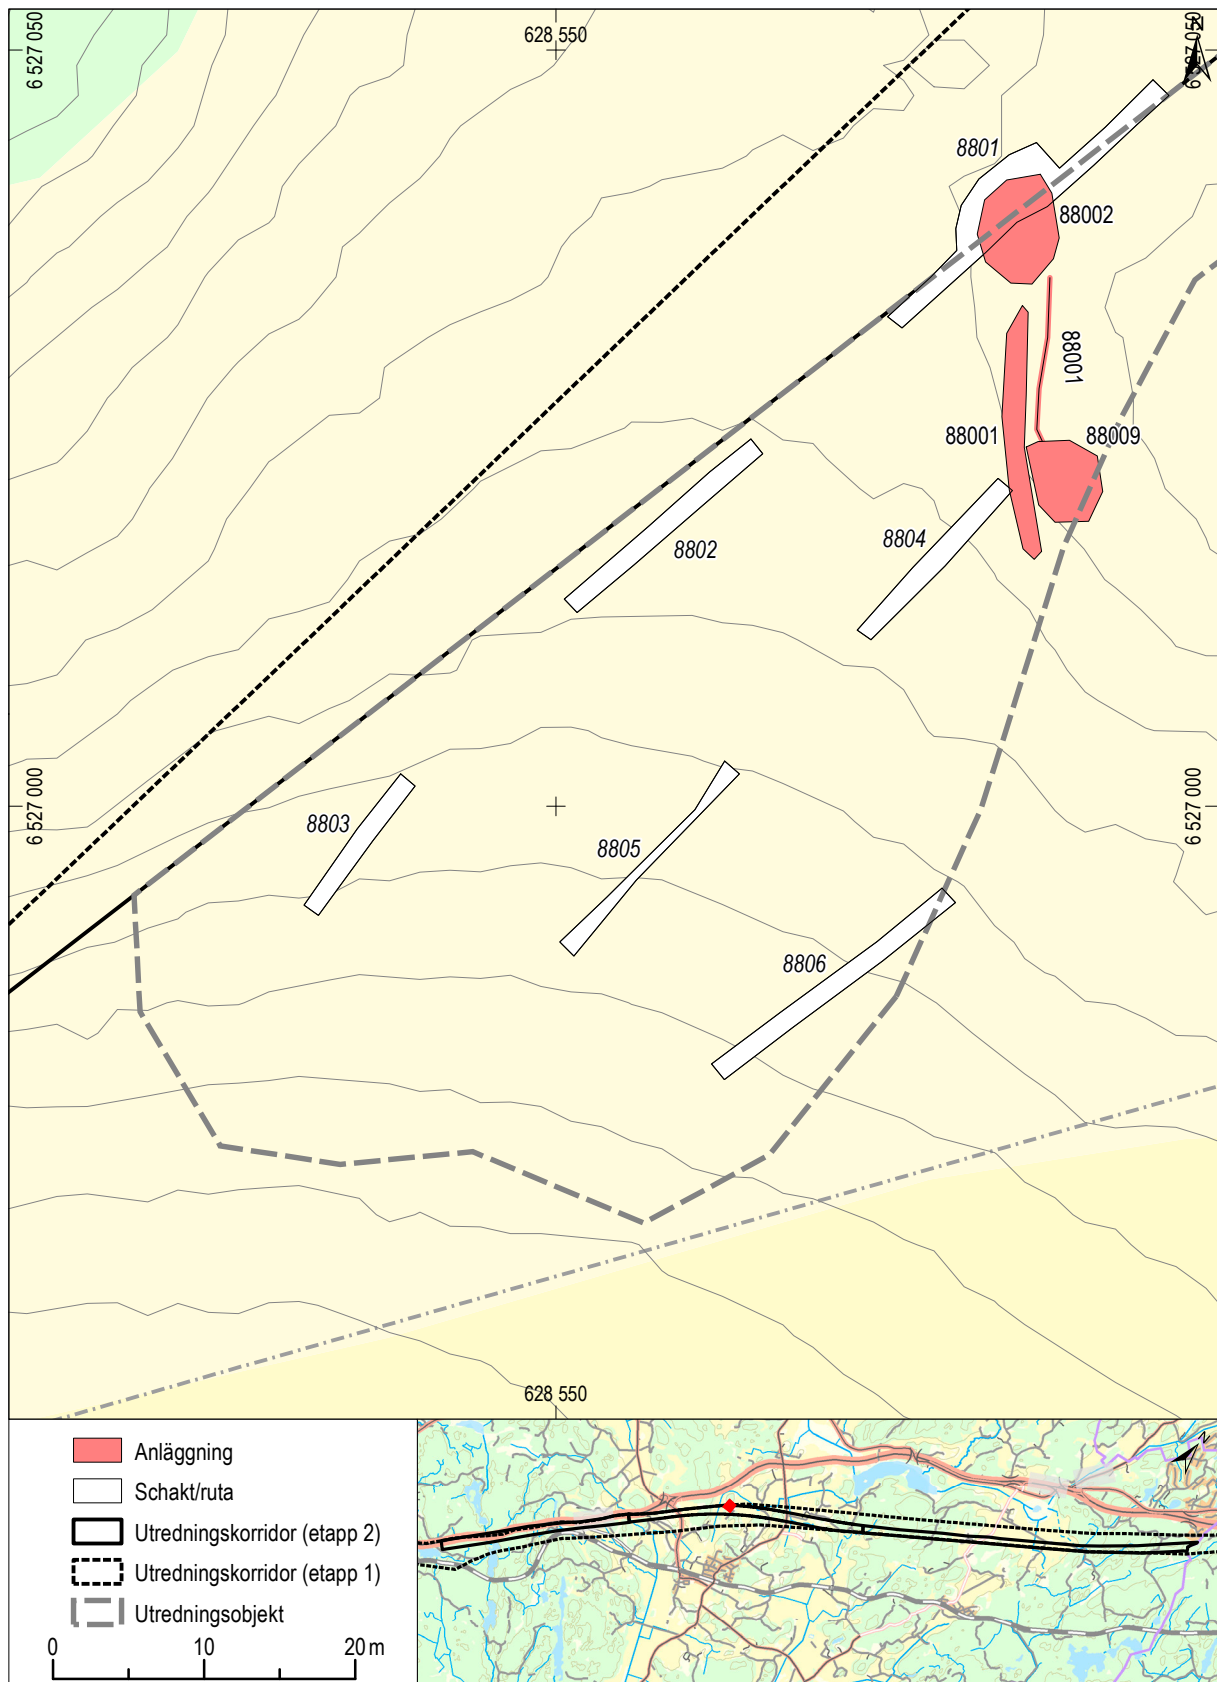 6 527 050
628 550
6 527 050
N
8801
88002
88001
88001
88009
8802
8804
6 527 000
6 527 000
8803
8805
8806
628 550
Anläggning
Schakt/ruta
Utredningskorridor (etapp 2)
Utredningskorridor (etapp 1)
Utredningsobjekt
0 10 20 m
N